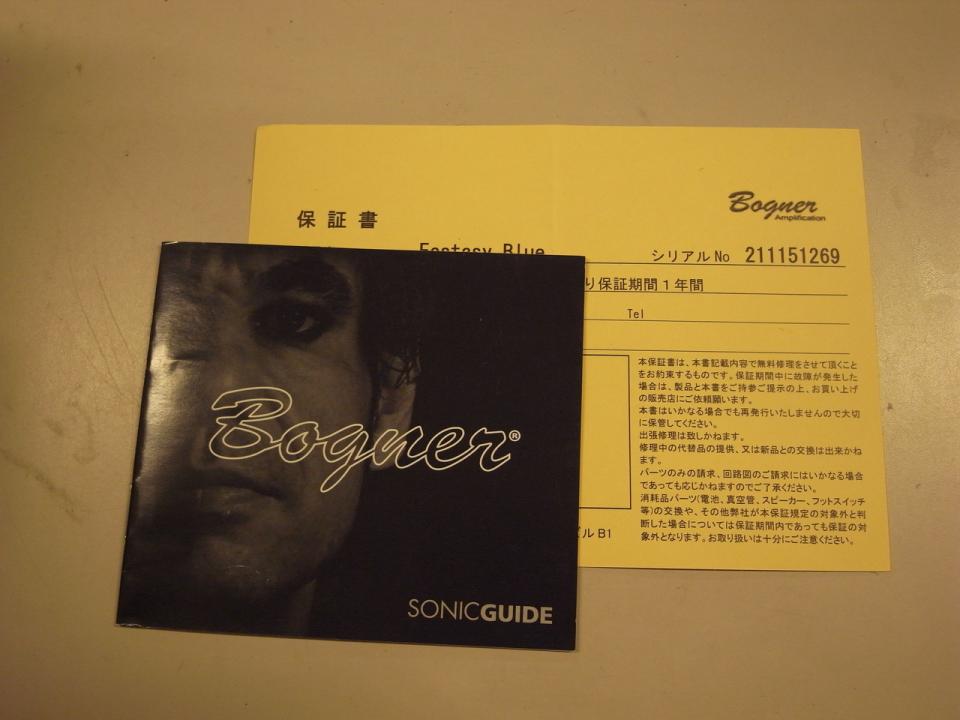 Bogner
Amplification
保証書
Ecstasy Blue
シリアルNo 211151269
り保証期間1年間
Tel
本保証書は、本書記載内容で無料修理をさせて頂くこと
をお約束するものです。保証期間中に故障が発生した
場合は、製品と本書をご持参ご提示の上、お買い上げ
の販売店にご依頼願います。
本書はいかなる場合でも再発行いたしませんので大切
に保管してください。
出張修理は致しかねます。
修理中の代替品の提供、又は新品との交換は出来かね
ます。
パーツのみの請求、回路図のご請求にはいかなる場合
であっても応じかねますのでご了承ください。
消耗品パーツ(電池、真空管、スピーカー、フットスイッチ
等)の交換や、その他弊社が本保証規定の対象外と判
断した場合については保証期間内であっても保証の対
象外となります。お取り扱いは十分にご注意ください。
ビルB1
Bogner®
SONICGUIDE